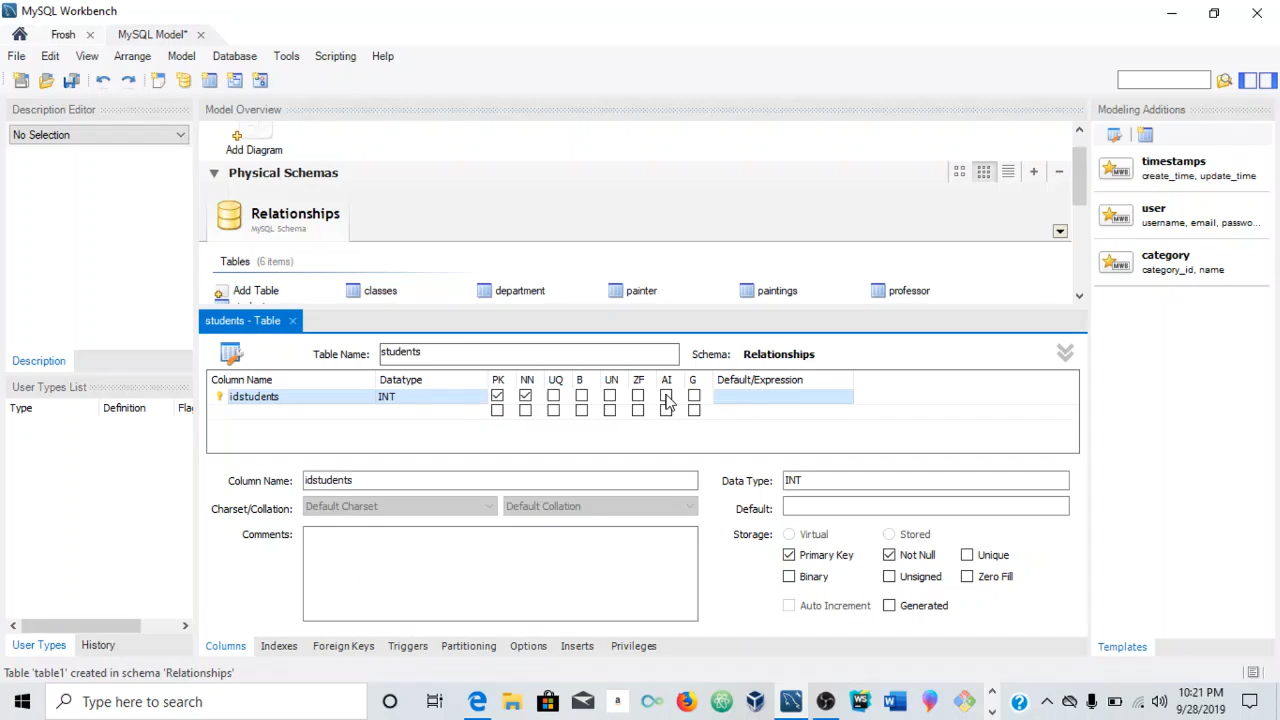 MySQL Workbench
Frosh
MySQL Model*
File Edit View Arrange Model Database Tools Scripting Help
Description Editor
Model Overview
Modeling Additions
No Selection
Add Diagram
Physical Schemas
Relationships
MySQL Schema
Tables (6 items)
Add Table
classes
department
painter
paintings
professor
timestamps
create_time, update_time
user
username, email, passwo...
category
category_id, name
Description
students - Table
Table Name: students Schema: Relationships
User Types List
Type Definition Flag
Column Name Datatype PK NN UQ B UN ZF AI G Default/Expression
idstudents INT
Column Name: idstudents Data Type: INT
Charset/Collation: Default Charset Default Collation Default:
Comments: Storage: Virtual Stored
Primary Key Not Null Unique
Binary Unsigned Zero Fill
Auto Increment Generated
User Types History
Columns Indexes Foreign Keys Triggers Partitioning Options Inserts Privileges
Templates
Table 'table1' created in schema 'Relationships'
Type here to search
10:21 PM
9/28/2019